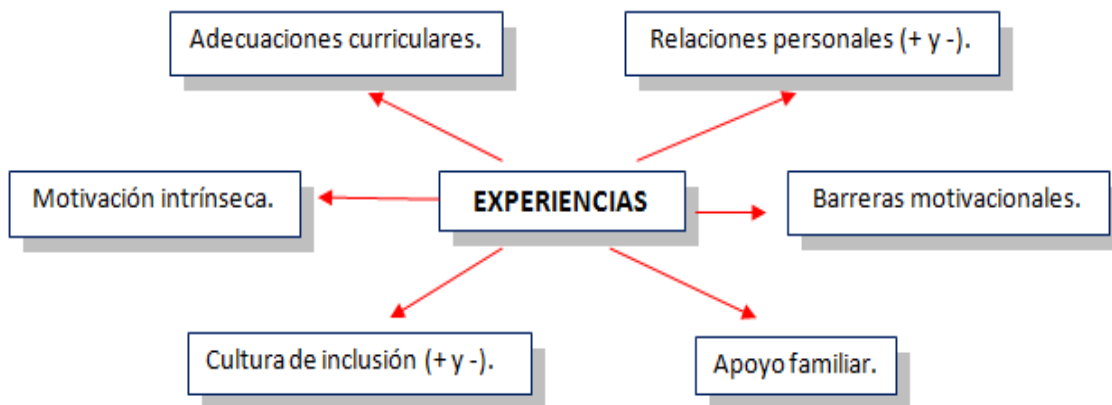 Adecuaciones curriculares.
Relaciones personales (+ y -).
Motivación intrínseca.
EXPERIENCIAS
Barreras motivacionales.
Cultura de inclusión (+ y -).
Apoyo familiar.